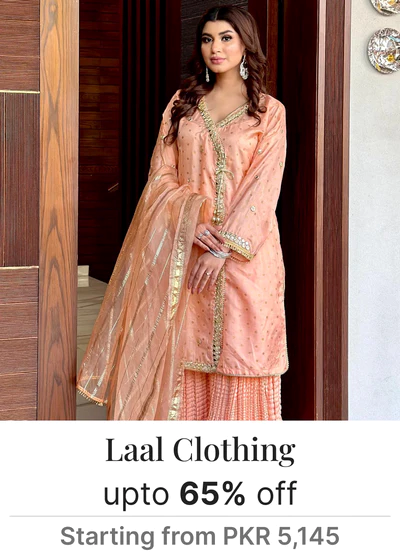 Laal Clothing
upto 65% off
Starting from PKR 5,145